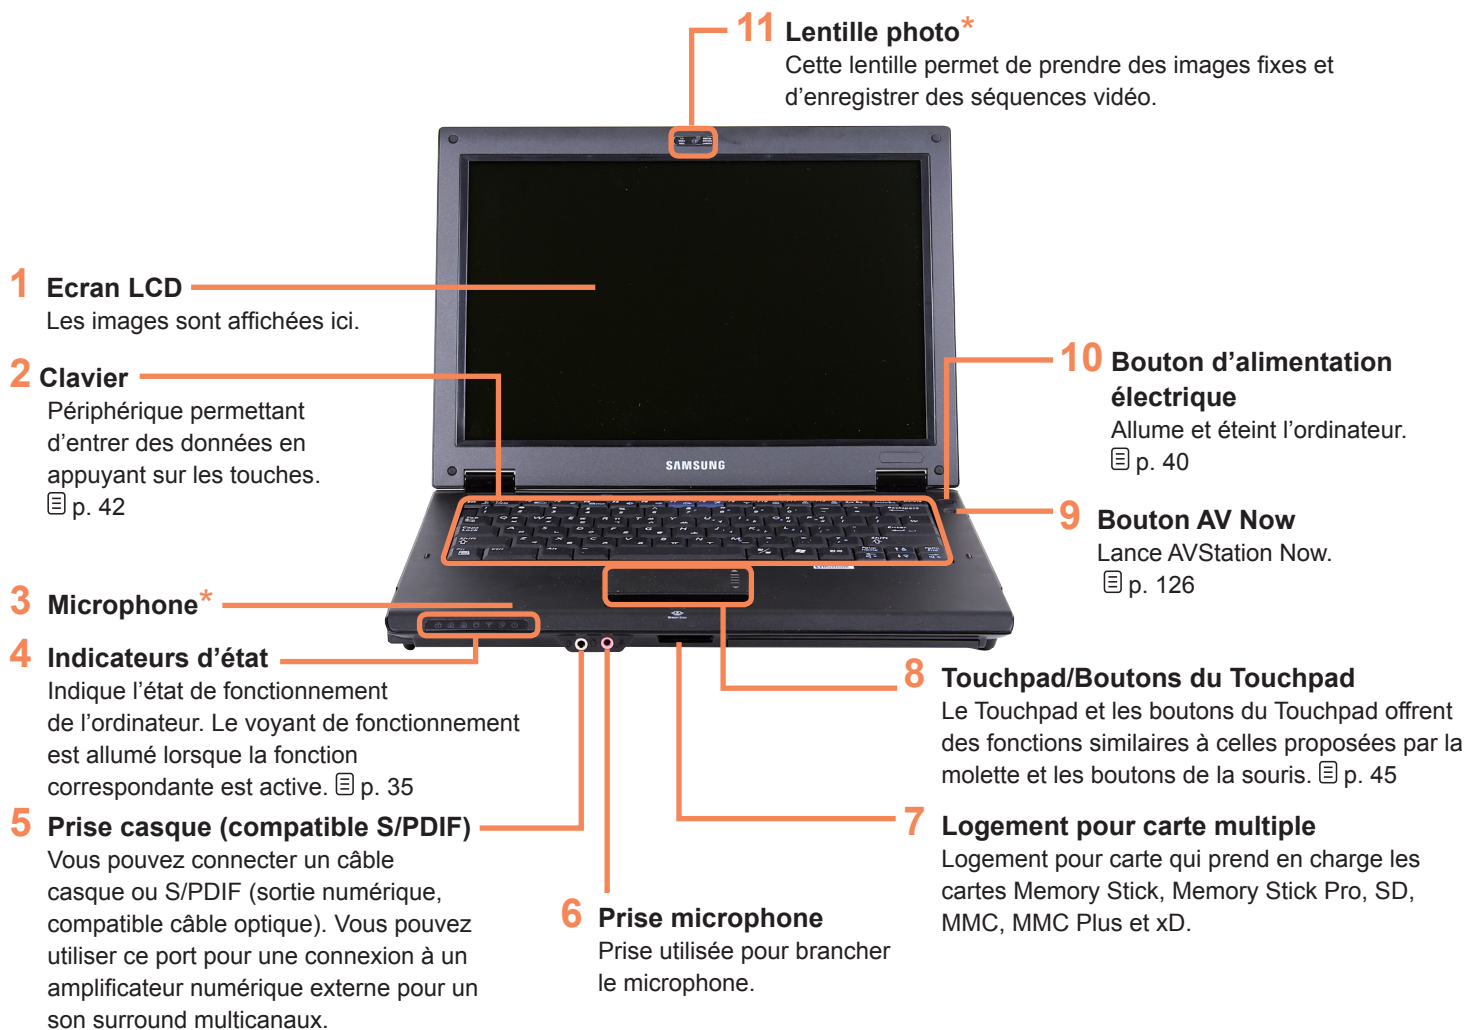 11 Lentille photo*
Cette lentille permet de prendre des images fixes et
d'enregistrer des séquences vidéo.
1 Ecran LCD
Les images sont affichées ici.
2 Clavier
Périphérique permettant
d'entrer des données en
appuyant sur les touches.
p. 42
3 Microphone*
4 Indicateurs d'état
Indique l'état de fonctionnement
de l'ordinateur. Le voyant de fonctionnement
est allumé lorsque la fonction
correspondante est active. p. 35
5 Prise casque (compatible S/PDIF)
Vous pouvez connecter un câble
casque ou S/PDIF (sortie numérique,
compatible câble optique). Vous pouvez
utiliser ce port pour une connexion à un
amplificateur numérique externe pour un
son surround multicanaux.
6 Prise microphone
Prise utilisée pour brancher
le microphone.
SAMSUNG
10 Bouton d'alimentation
électrique
Allume et éteint l'ordinateur.
p. 40
9 Bouton AV Now
Lance AVStation Now.
p. 126
8 Touchpad/Boutons du Touchpad
Le Touchpad et les boutons du Touchpad offrent
des fonctions similaires à celles proposées par la
molette et les boutons de la souris. p. 45
7 Logement pour carte multiple
Logement pour carte qui prend en charge les
cartes Memory Stick, Memory Stick Pro, SD,
MMC, MMC Plus et xD.